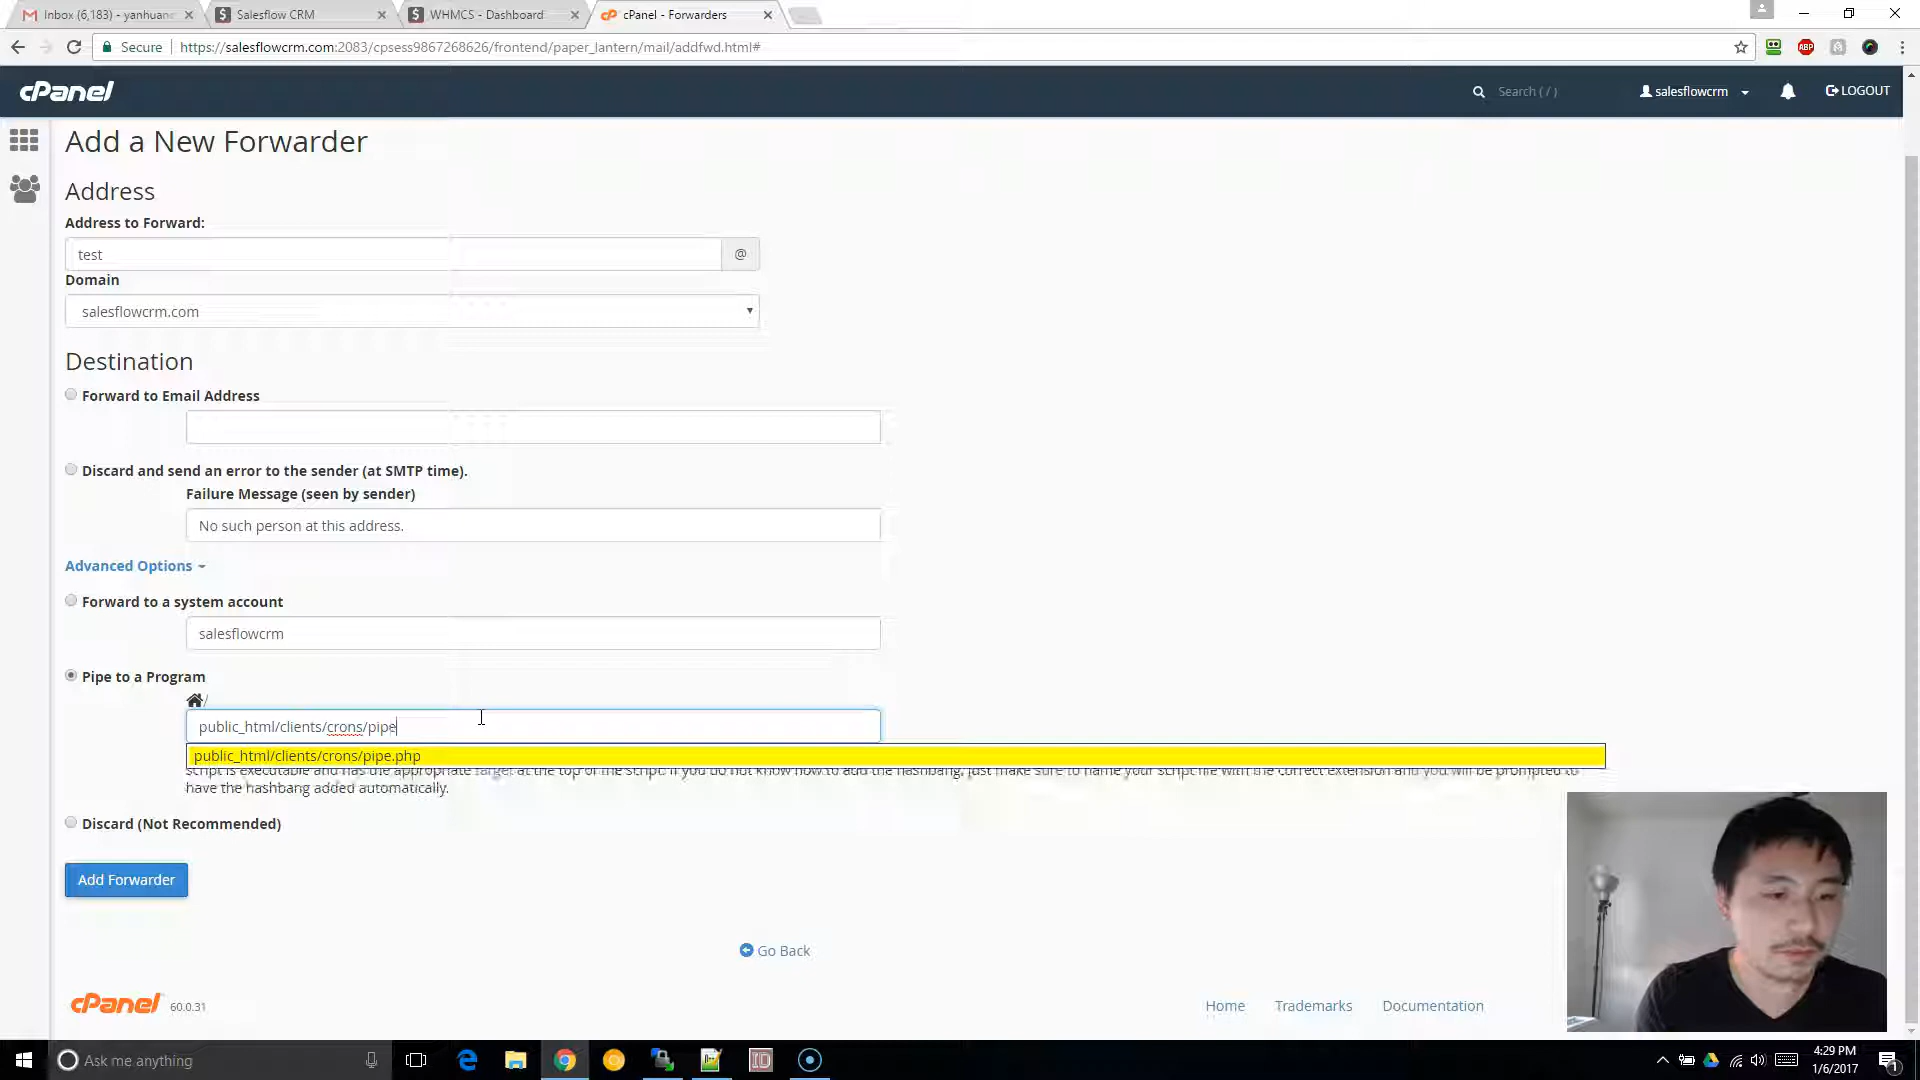 Inbox (6,183) - yanhuan
Salesflow CRM
WHMCS - Dashboard
cPanel - Forwarders
Secure
https://salesflowcrm.com:2083/cpsess9867268626/frontend/paper_lantern/mail/addfwd.html#
ABP
cPanel
Search ( / )
salesflowcrm
LOGOUT
Add a New Forwarder
Address
Address to Forward:
test
@
Domain
salesflowcrm.com
Destination
Forward to Email Address
Discard and send an error to the sender (at SMTP time).
Failure Message (seen by sender)
No such person at this address.
Advanced Options
Forward to a system account
salesflowcrm
Pipe to a Program
/
public_html/clients/crons/pipe
public_html/clients/crons/pipe.php
script is executable and has the appropriate target at the top of the script. If you do not know how to add the hashbang, just make sure to name your script file with the correct extension and you will be prompted to
have the hashbang added automatically.
Discard (Not Recommended)
Add Forwarder
Go Back
cPanel 60.0.31
Home
Trademarks
Documentation
Ask me anything
4:29 PM
1/6/2017
1